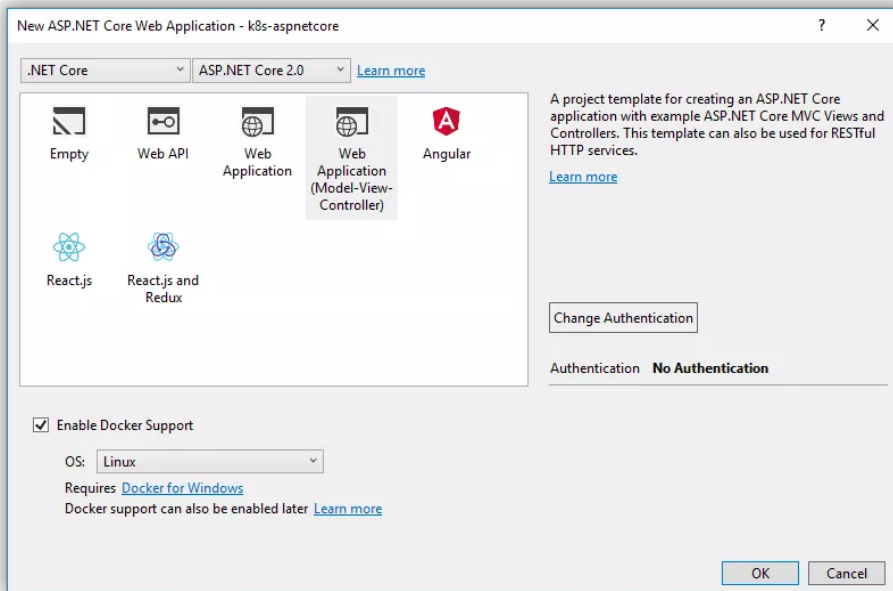 New ASP.NET Core Web Application - k8s-aspnetcore
? X
.NET Core ASP.NET Core 2.0 Learn more
Empty
Web API
Web
Application
Web
Application
(Model-View-
Controller)
Angular
React.js
React.js and
Redux
A project template for creating an ASP.NET Core
application with example ASP.NET Core MVC Views and
Controllers. This template can also be used for RESTful
HTTP services.
Learn more
Change Authentication
Authentication No Authentication
Enable Docker Support
OS: Linux
Requires Docker for Windows
Docker support can also be enabled later Learn more
OK Cancel